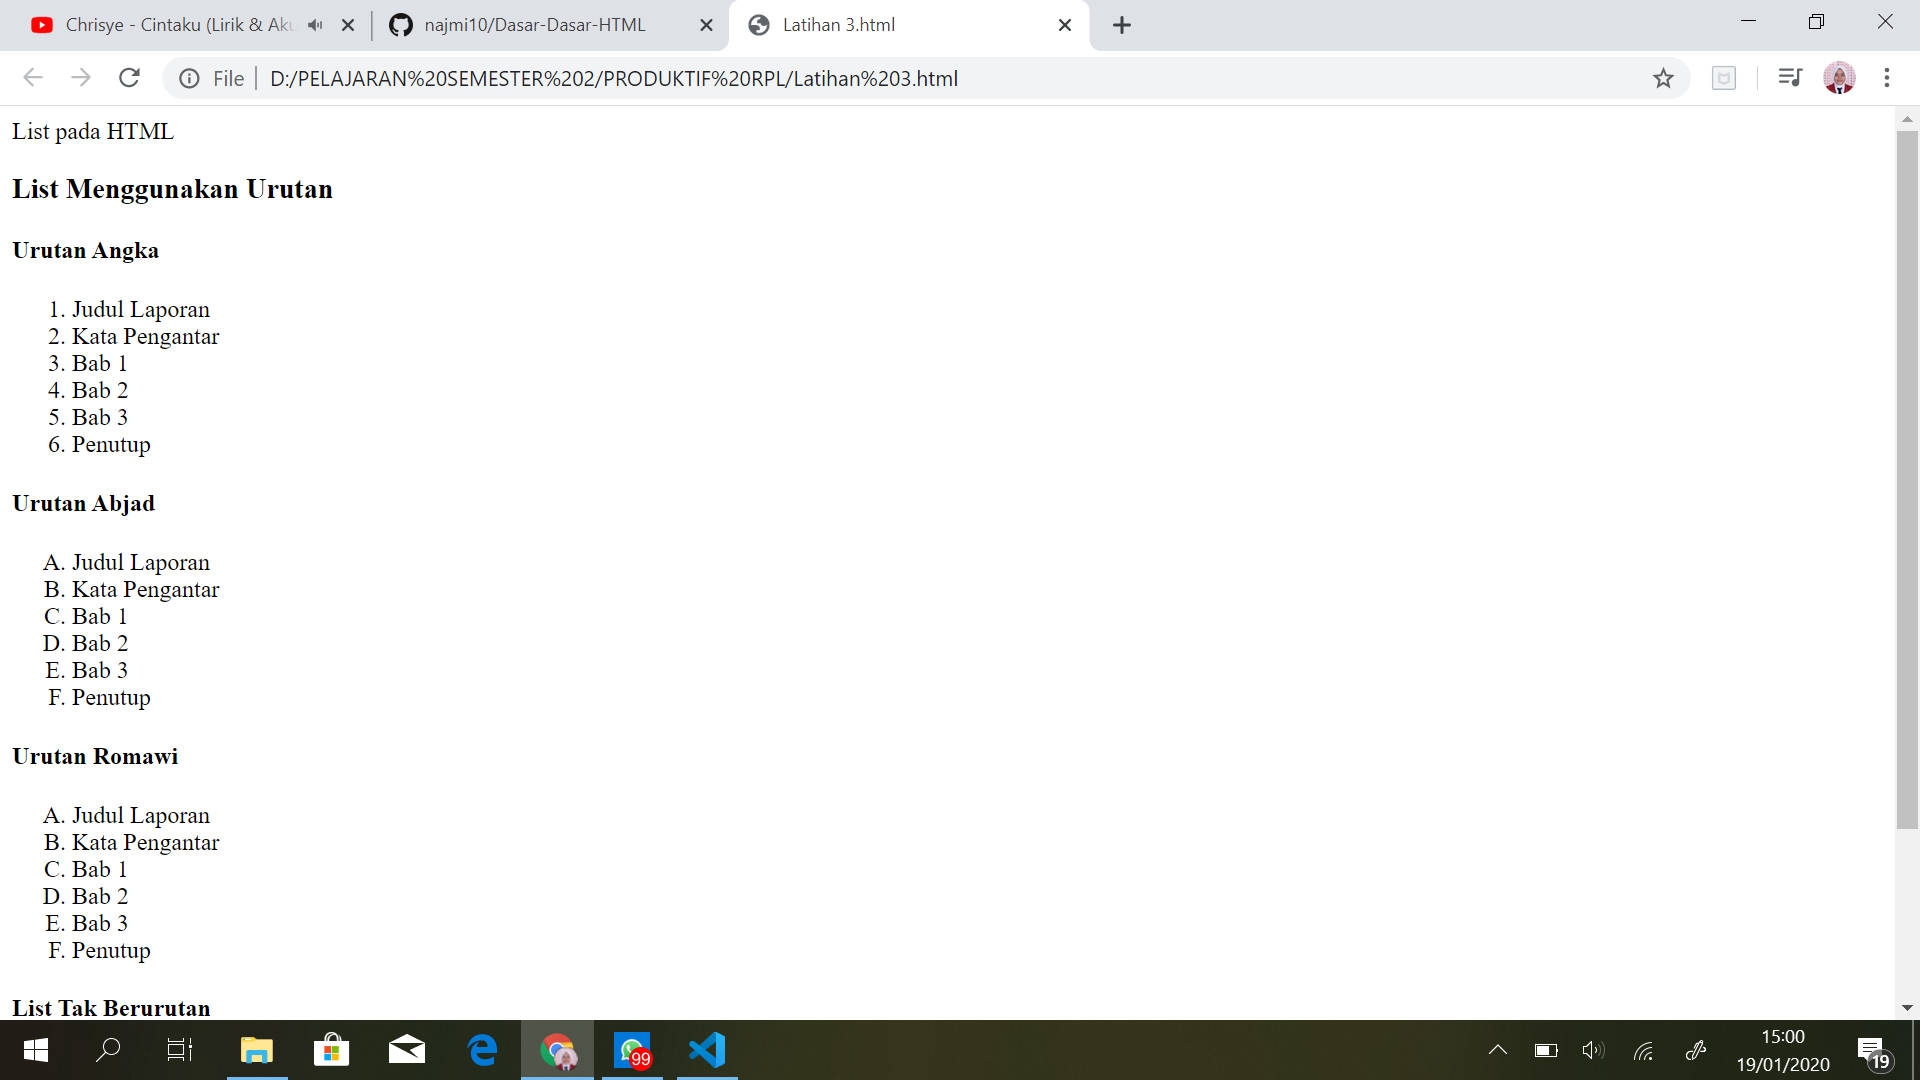 Chrisye - Cintaku (Lirik & Aku
najmi10/Dasar-Dasar-HTML
Latihan 3.html
File
D:/PELAJARAN%20SEMESTER%202/PRODUKTIF%20RPL/Latihan%203.html
List pada HTML
List Menggunakan Urutan
Urutan Angka
1. Judul Laporan
2. Kata Pengantar
3. Bab 1
4. Bab 2
5. Bab 3
6. Penutup
Urutan Abjad
A. Judul Laporan
B. Kata Pengantar
C. Bab 1
D. Bab 2
E. Bab 3
F. Penutup
Urutan Romawi
A. Judul Laporan
B. Kata Pengantar
C. Bab 1
D. Bab 2
E. Bab 3
F. Penutup
List Tak Berurutan
99
15:00
19/01/2020
19